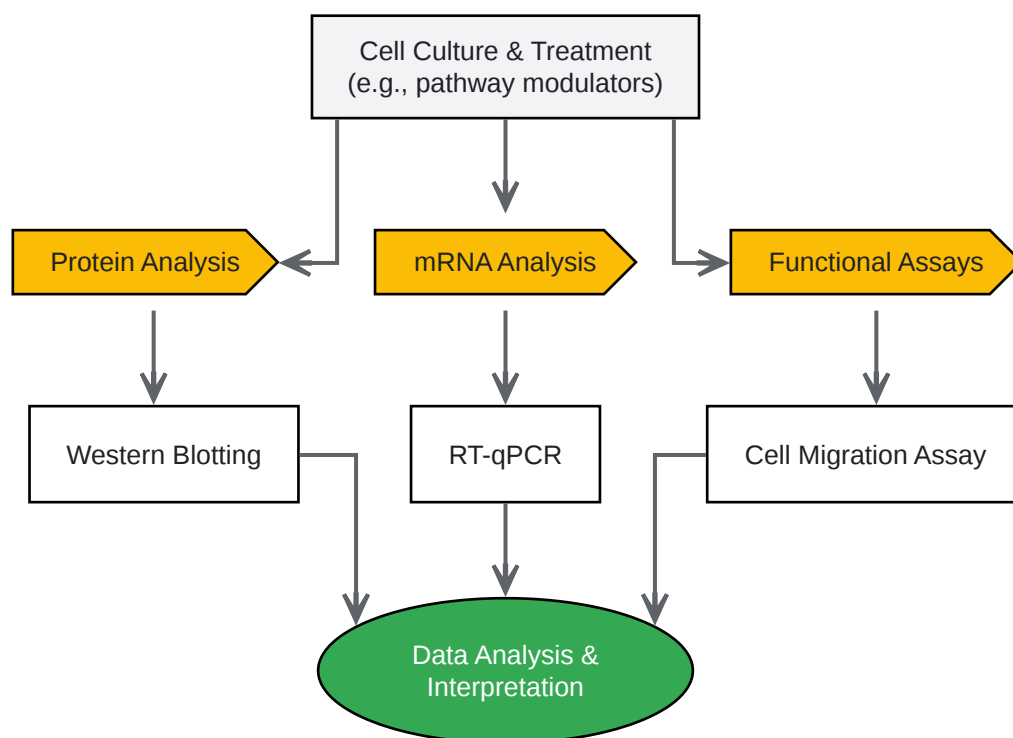 Cell Culture & Treatment
(e.g., pathway modulators)
Protein Analysis
mRNA Analysis
Functional Assays
Western Blotting
RT-qPCR
Cell Migration Assay
Data Analysis &
Interpretation